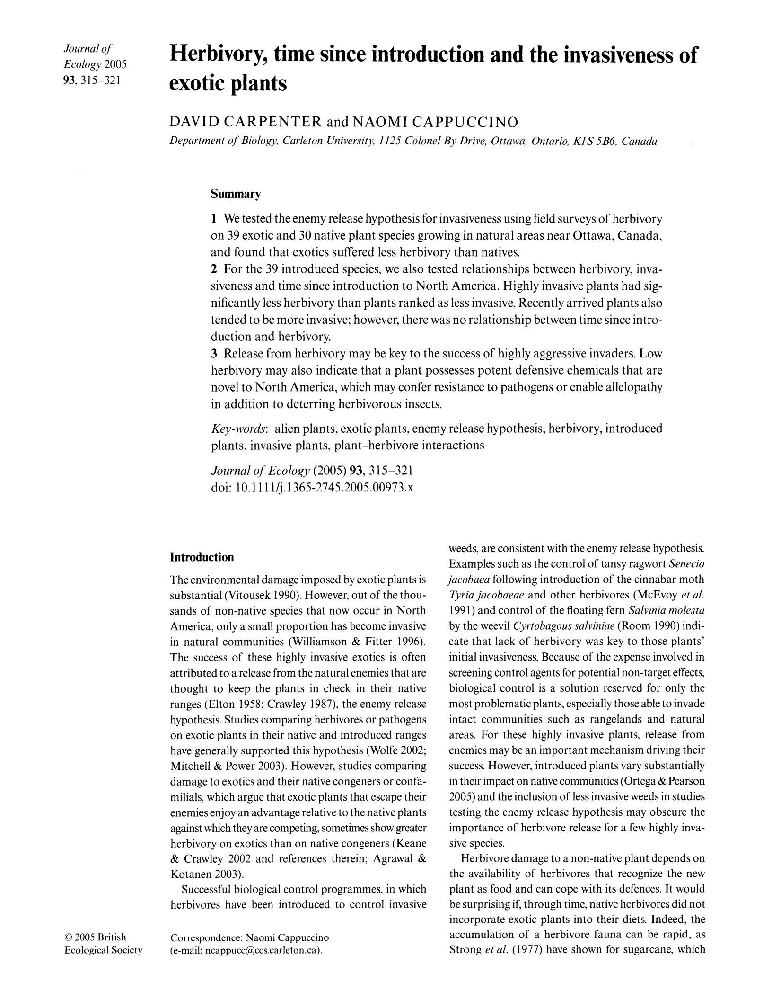 Journal of
Ecology 2005
93, 315–321
Herbivory, time since introduction and the invasiveness of
exotic plants
DAVID CARPENTER and NAOMI CAPPUCCINO
Department of Biology, Carleton University, 1125 Colonel By Drive, Ottawa, Ontario, K1S 5B6, Canada
Summary
1 We tested the enemy release hypothesis for invasiveness using field surveys of herbivory
on 39 exotic and 30 native plant species growing in natural areas near Ottawa, Canada,
and found that exotics suffered less herbivory than natives.
2 For the 39 introduced species, we also tested relationships between herbivory, inva-
siveness and time since introduction to North America. Highly invasive plants had sig-
nificantly less herbivory than plants ranked as less invasive. Recently arrived plants also
tended to be more invasive; however, there was no relationship between time since intro-
duction and herbivory.
3 Release from herbivory may be key to the success of highly aggressive invaders. Low
herbivory may also indicate that a plant possesses potent defensive chemicals that are
novel to North America, which may confer resistance to pathogens or enable allelopathy
in addition to deterring herbivorous insects.
Key-words: alien plants, exotic plants, enemy release hypothesis, herbivory, introduced
plants, invasive plants, plant–herbivore interactions
Journal of Ecology (2005) 93, 315–321
doi: 10.1111/j.1365-2745.2005.00973.x
Introduction
The environmental damage imposed by exotic plants is
substantial (Vitousek 1990). However, out of the thou-
sands of non-native species that now occur in North
America, only a small proportion has become invasive
in natural communities (Williamson & Fitter 1996).
The success of these highly invasive exotics is often
attributed to a release from the natural enemies that are
thought to keep the plants in check in their native
ranges (Elton 1958; Crawley 1987), the enemy release
hypothesis. Studies comparing herbivores or pathogens
on exotic plants in their native and introduced ranges
have generally supported this hypothesis (Wolfe 2002;
Mitchell & Power 2003). However, studies comparing
damage to exotics and their native congeners or confa-
milials, which argue that exotic plants that escape their
enemies enjoy an advantage relative to the native plants
against which they are competing, sometimes show greater
herbivory on exotics than on native congeners (Keane
& Crawley 2002 and references therein; Agrawal &
Kotanen 2003).
Successful biological control programmes, in which
herbivores have been introduced to control invasive
weeds, are consistent with the enemy release hypothesis.
Examples such as the control of tansy ragwort Senecio
jacobaea following introduction of the cinnabar moth
Tyria jacobaeae and other herbivores (McEvoy et al.
1991) and control of the floating fern Salvinia molesta
by the weevil Cyrtobagous salviniae (Room 1990) indi-
cate that lack of herbivory was key to those plants'
initial invasiveness. Because of the expense involved in
screening control agents for potential non-target effects,
biological control is a solution reserved for only the
most problematic plants, especially those able to invade
intact communities such as rangelands and natural
areas. For these highly invasive plants, release from
enemies may be an important mechanism driving their
success. However, introduced plants vary substantially
in their impact on native communities (Ortega & Pearson
2005) and the inclusion of less invasive weeds in studies
testing the enemy release hypothesis may obscure the
importance of herbivore release for a few highly inva-
sive species.
Herbivore damage to a non-native plant depends on
the availability of herbivores that recognize the new
plant as food and can cope with its defences. It would
be surprising if, through time, native herbivores did not
incorporate exotic plants into their diets. Indeed, the
accumulation of a herbivore fauna can be rapid, as
Strong et al. (1977) have shown for sugarcane, which
© 2005 British
Ecological Society
Correspondence: Naomi Cappuccino
(e-mail: ncappucc@ccs.carleton.ca).